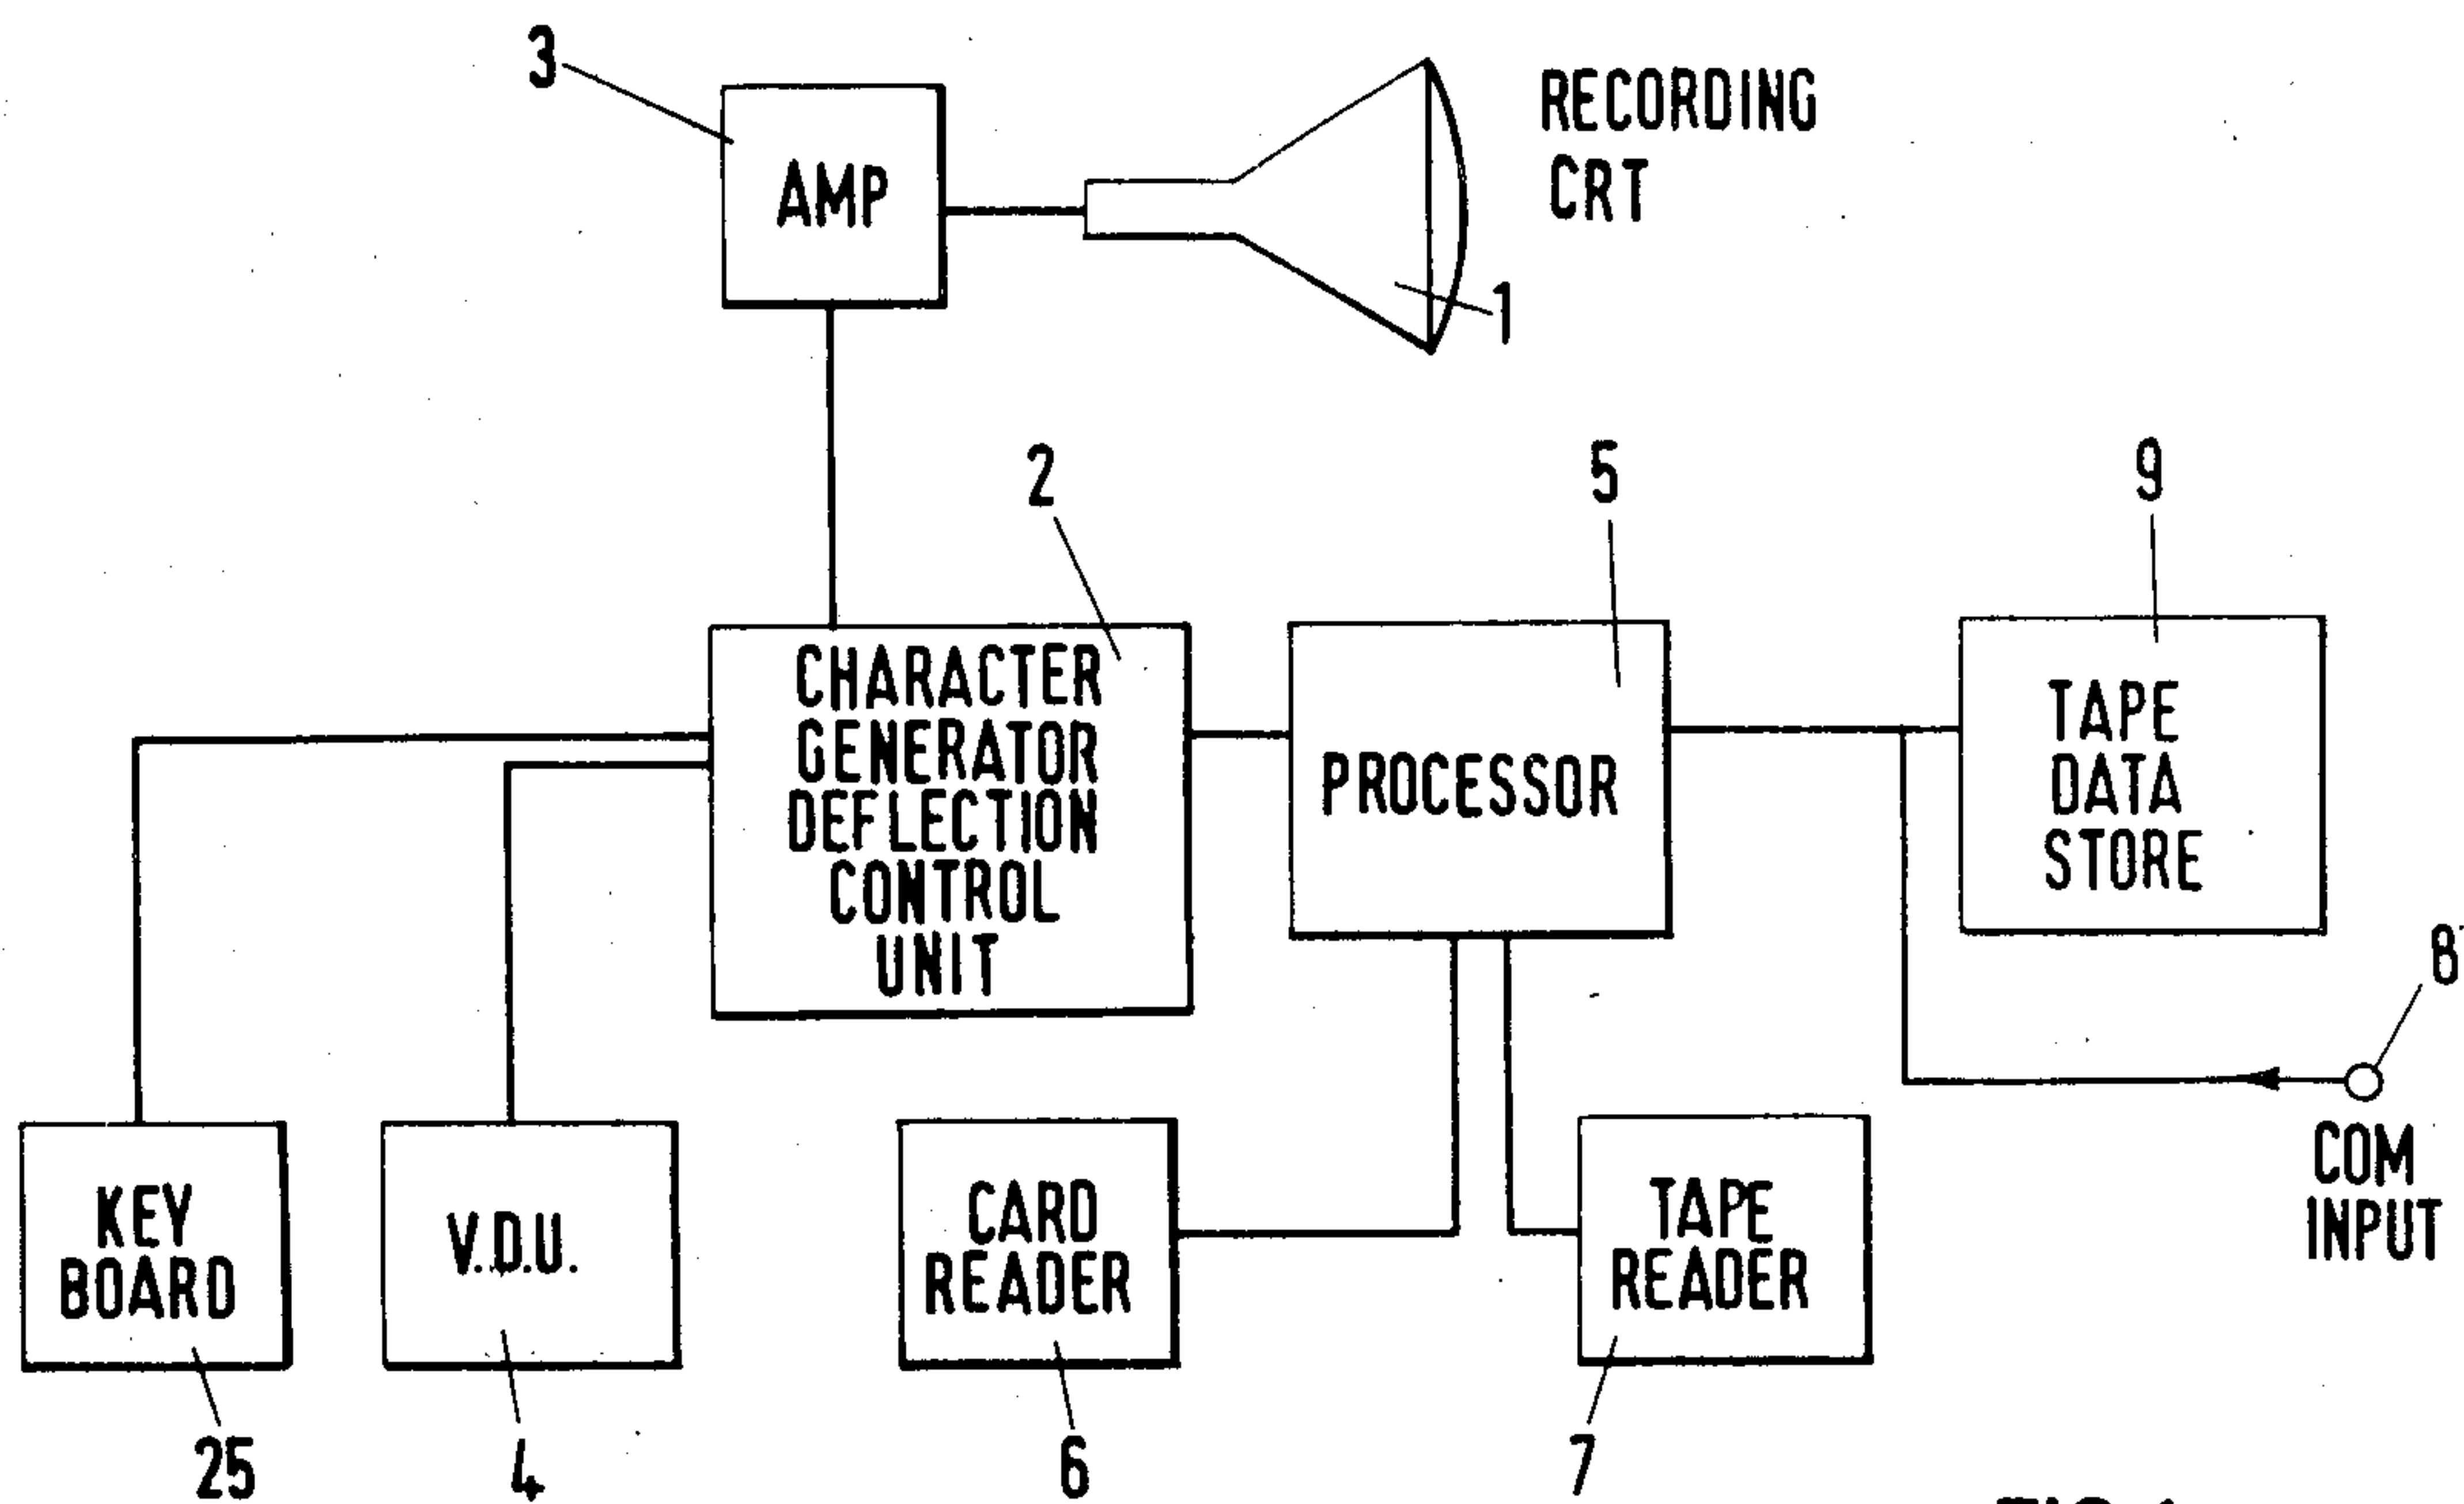 3
AMP
RECORDING
CRT
1
2
5
9
CHARACTER
GENERATOR
DEFLECTION
CONTROL
UNIT
PROCESSOR
TAPE
DATA
STORE
8
COM
INPUT
KEY
BOARD
V.D.U.
CARD
READER
TAPE
READER
25
4
6
7